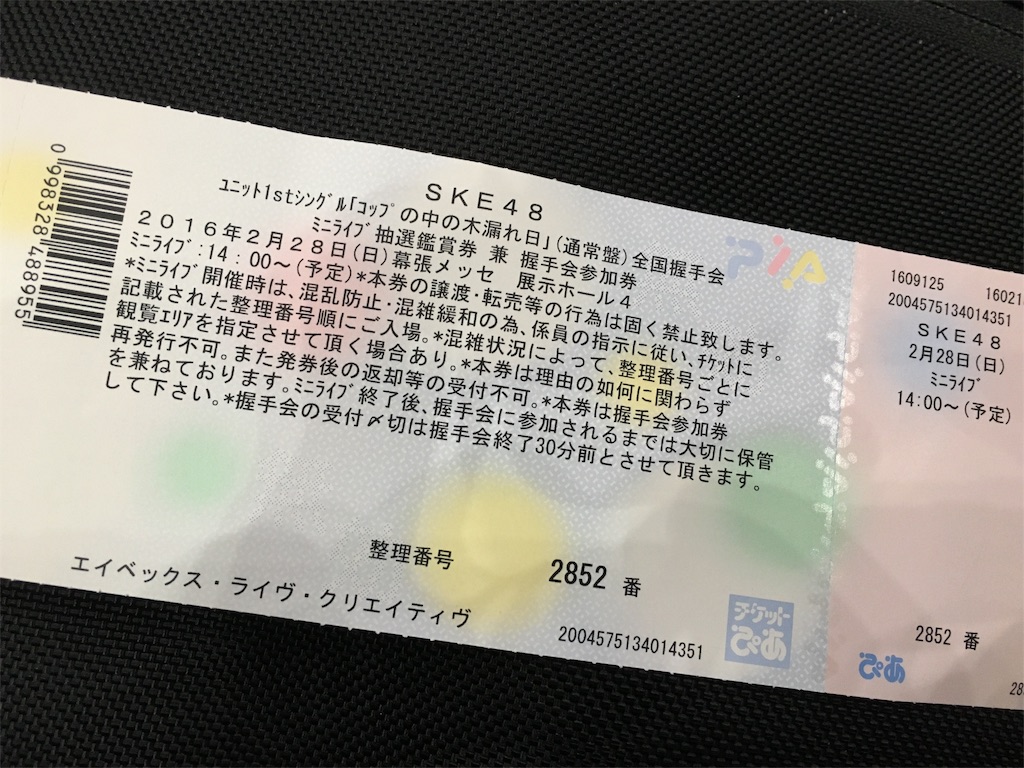 0998328488955
SKE48
ﾕﾆｯﾄ1stｼﾝｸﾞﾙ｢ｺｯﾌﾟの中の木漏れ日｣(通常盤)全国握手会
ﾐﾆﾗｲﾌﾞ抽選鑑賞券 兼 握手会参加券
2016年2月28日(日)幕張メッセ 展示ホール4
ﾐﾆﾗｲﾌﾞ:14:00〜(予定)*本券の譲渡･転売等の行為は固く禁止致します。
*ﾐﾆﾗｲﾌﾞ開催時は､混乱防止･混雑緩和の為､係員の指示に従い､ﾁｹｯﾄに
記載された整理番号順にご入場｡*混雑状況によって､整理番号ごとに
観覧ｴﾘｱを指定させて頂く場合あり｡*本券は理由の如何に関わらず
再発行不可｡また発券後の返却等の受付不可｡*本券は握手会参加券
を兼ねております｡ﾐﾆﾗｲﾌﾞ終了後､握手会に参加されるまでは大切に保管
して下さい｡*握手会の受付〆切は握手会終了30分前とさせて頂きます｡
整理番号 2852 番
エイベックス・ライヴ・クリエイティヴ
2004575134014351
チケットぴあ
PIA
1609125 16021
2004575134014351
SKE48
2月28日(日)
ﾐﾆﾗｲﾌﾞ
14:00〜(予定)
2852 番
ぴあ